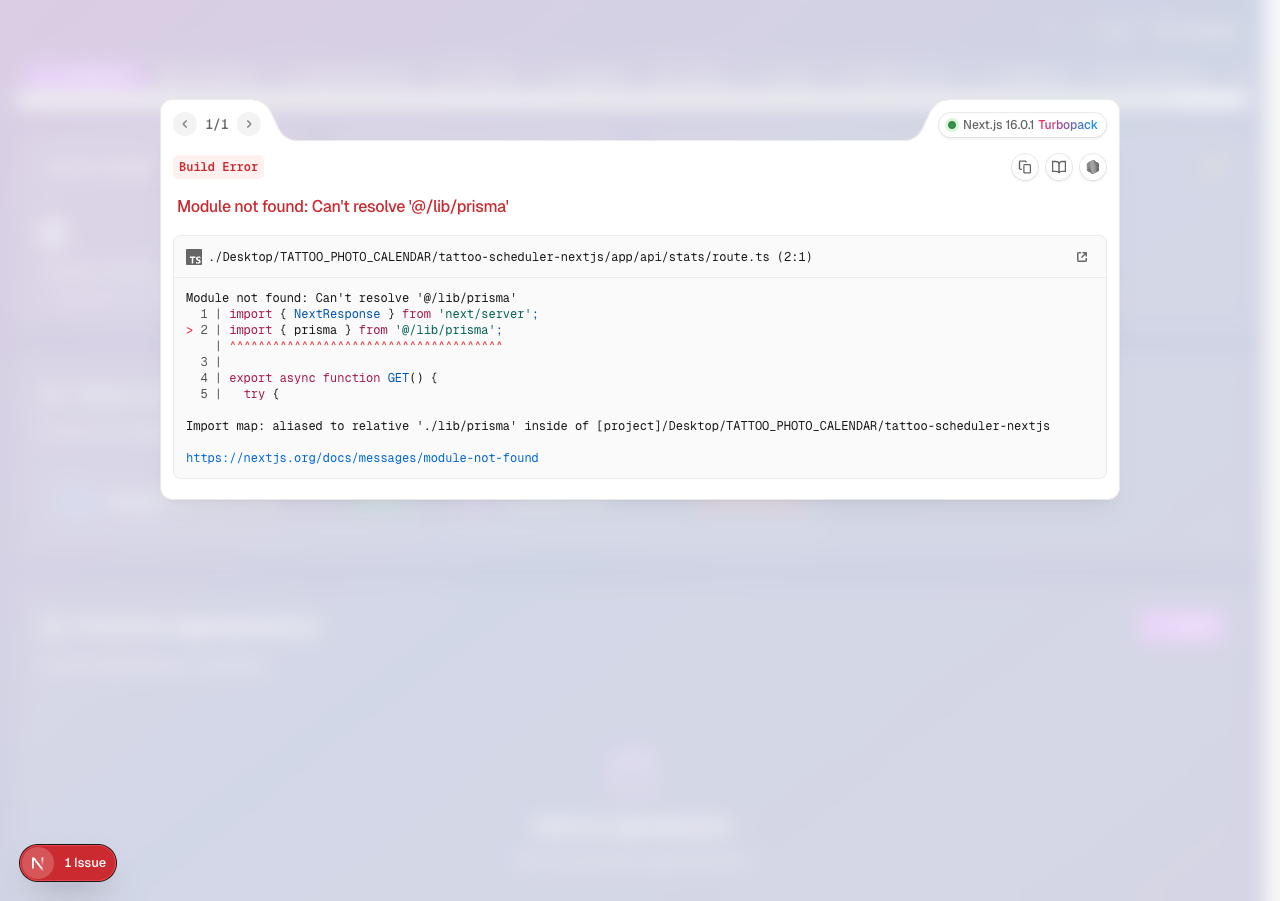 1/1
Next.js 16.0.1 Turbopack
Build Error
Module not found: Can't resolve '@/lib/prisma'
TS ./Desktop/TATTOO_PHOTO_CALENDAR/tattoo-scheduler-nextjs/app/api/stats/route.ts (2:1)
Module not found: Can't resolve '@/lib/prisma'
  1 | import { NextResponse } from 'next/server';
> 2 | import { prisma } from '@/lib/prisma';
    | ^^^^^^^^^^^^^^^^^^^^^^^^^^^^^^^^^^^^^^
  3 |
  4 | export async function GET() {
  5 |   try {
Import map: aliased to relative './lib/prisma' inside of [project]/Desktop/TATTOO_PHOTO_CALENDAR/tattoo-scheduler-nextjs
https://nextjs.org/docs/messages/module-not-found
N 1 Issue